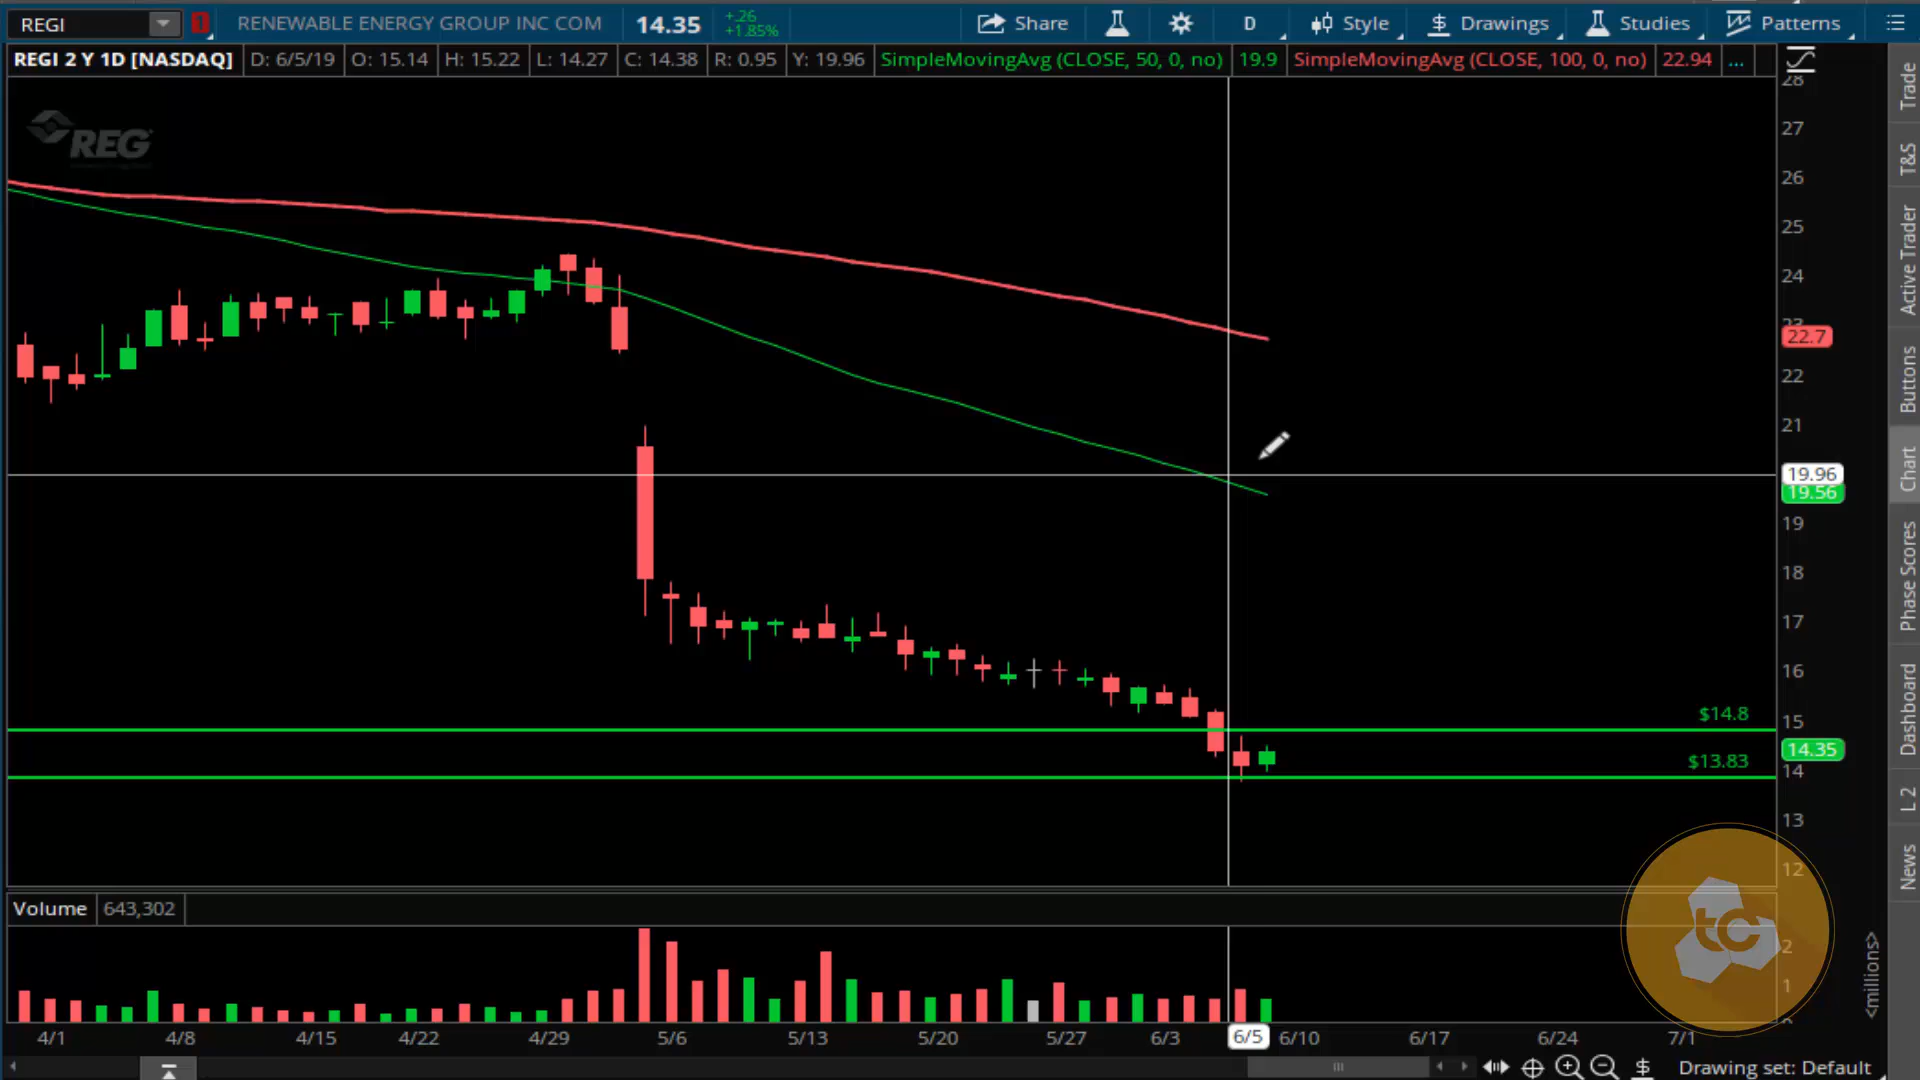 REGI
1
RENEWABLE ENERGY GROUP INC COM
14.35
+.26
+1.85%
Share
D
Style
$ Drawings
Studies
Patterns
REGI 2 Y 1D [NASDAQ]
D: 6/5/19
O: 15.14
H: 15.22
L: 14.27
C: 14.38
R: 0.95
Y: 19.96
SimpleMovingAvg (CLOSE, 50, 0, no)
19.9
SimpleMovingAvg (CLOSE, 100, 0, no)
22.94
...
REG
28
27
26
25
24
23
22.7
22
21
19.96
19.56
19
18
17
16
$14.8
15
14.35
$13.83
14
13
12
Trade
T&S
Active Trader
Buttons
Chart
Phase Scores
Dashboard
L 2
News
Volume
643,302
tC
2
1
0
<millions>
4/1 4/8 4/15 4/22 4/29 5/6 5/13 5/20 5/27 6/3 6/5 6/10 6/17 6/24 7/1
$ Drawing set: Default